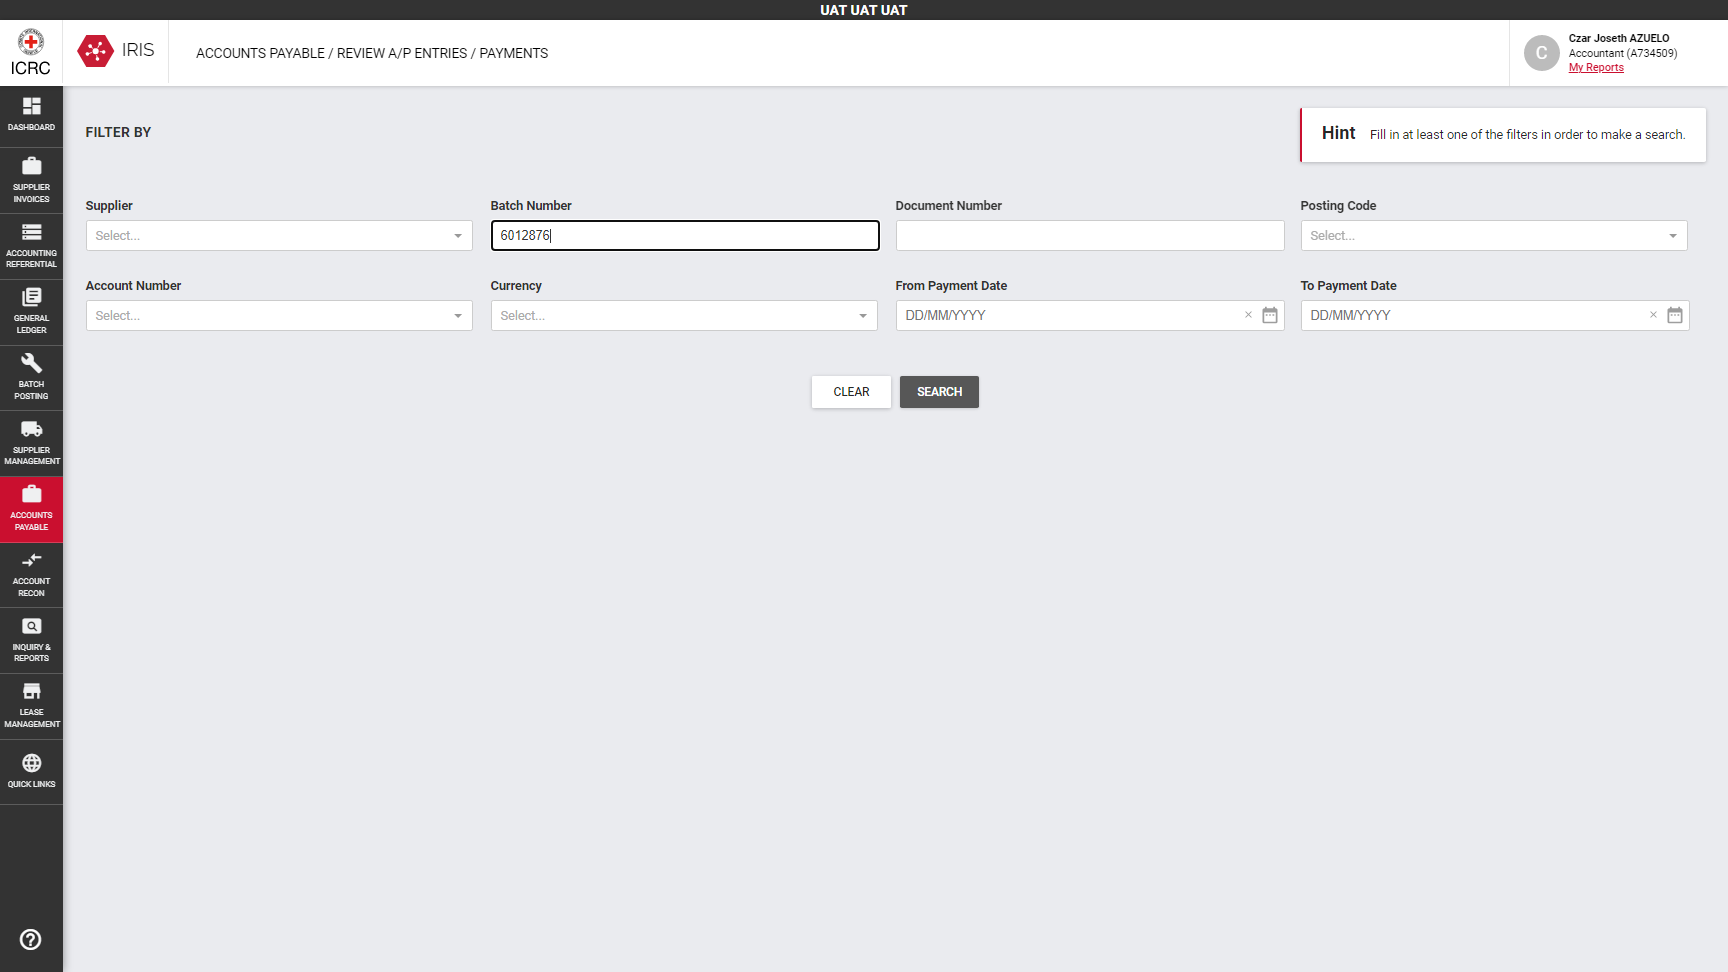 UAT UAT UAT
ICRC
IRIS
ACCOUNTS PAYABLE / REVIEW A/P ENTRIES / PAYMENTS
C
Czar Joseth AZUELO
Accountant (A734509)
My Reports
DASHBOARD
SUPPLIER
INVOICES
ACCOUNTING
REFERENTIAL
GENERAL
LEDGER
BATCH
POSTING
SUPPLIER
MANAGEMENT
ACCOUNTS
PAYABLE
ACCOUNT
RECON
INQUIRY &
REPORTS
LEASE
MANAGEMENT
QUICK LINKS
FILTER BY
Hint Fill in at least one of the filters in order to make a search.
Supplier Batch Number Document Number Posting Code
Select... 6012876 Select...
Account Number Currency From Payment Date To Payment Date
Select... Select... DD/MM/YYYY × DD/MM/YYYY ×
CLEAR SEARCH